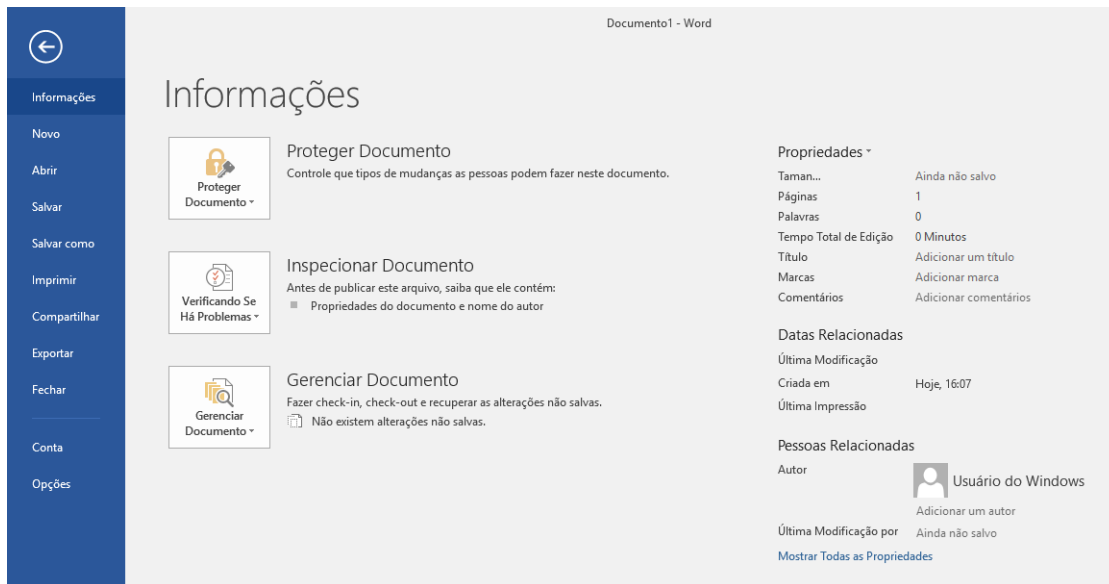 Documento1 - Word
Informações
Novo
Abrir
Salvar
Salvar como
Imprimir
Compartilhar
Exportar
Fechar
Conta
Opções
Informações
Proteger
Documento
Proteger Documento
Controle que tipos de mudanças as pessoas podem fazer neste documento.
Verificando Se
Há Problemas
Inspecionar Documento
Antes de publicar este arquivo, saiba que ele contém:
Propriedades do documento e nome do autor
Gerenciar
Documento
Gerenciar Documento
Fazer check-in, check-out e recuperar as alterações não salvas.
Não existem alterações não salvas.
Propriedades
Taman... Ainda não salvo
Páginas 1
Palavras 0
Tempo Total de Edição 0 Minutos
Título Adicionar um título
Marcas Adicionar marca
Comentários Adicionar comentários
Datas Relacionadas
Última Modificação
Criada em Hoje, 16:07
Última Impressão
Pessoas Relacionadas
Autor Usuário do Windows
Adicionar um autor
Última Modificação por Ainda não salvo
Mostrar Todas as Propriedades